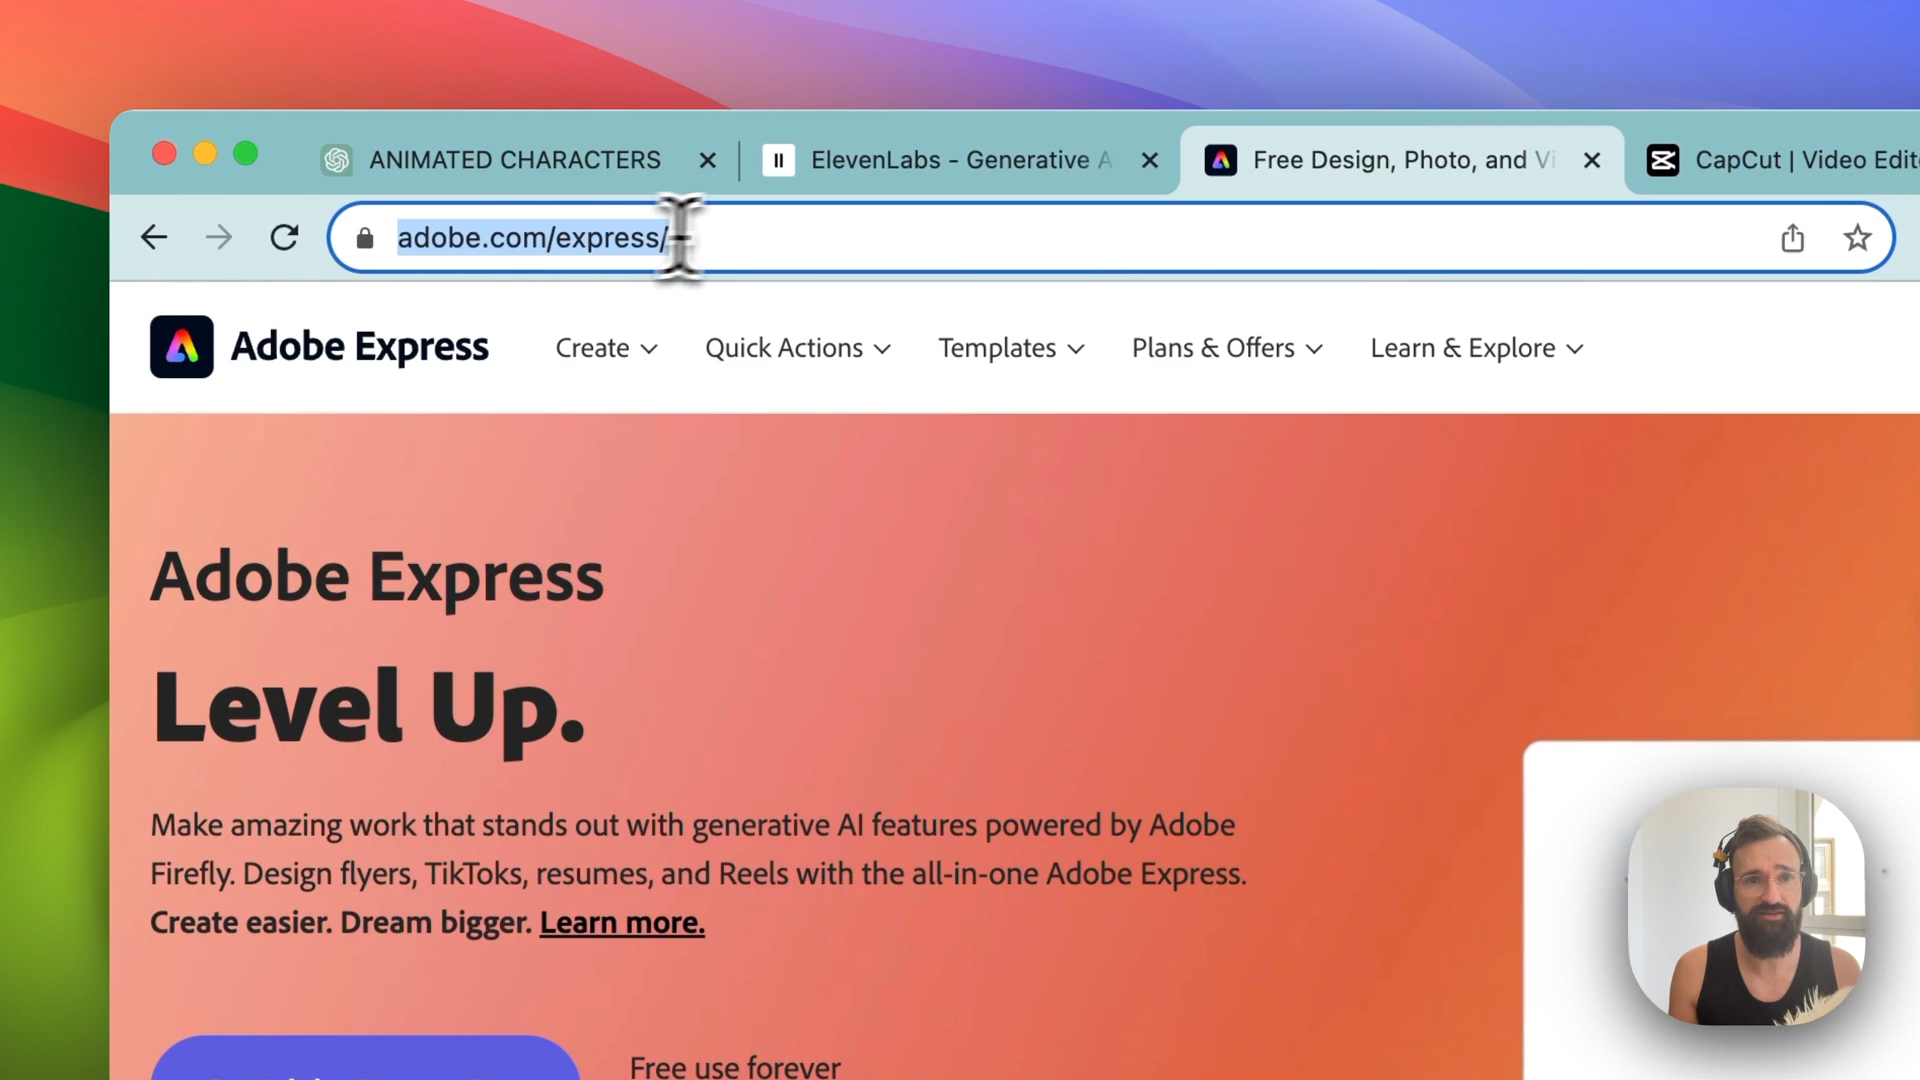 ANIMATED CHARACTERS
ElevenLabs - Generative A
Free Design, Photo, and Vi
CapCut | Video Edit
adobe.com/express/
Adobe Express
Create
Quick Actions
Templates
Plans & Offers
Learn & Explore
Adobe Express
Level Up.
Make amazing work that stands out with generative AI features powered by Adobe
Firefly. Design flyers, TikToks, resumes, and Reels with the all-in-one Adobe Express.
Create easier. Dream bigger. Learn more.
Free use forever